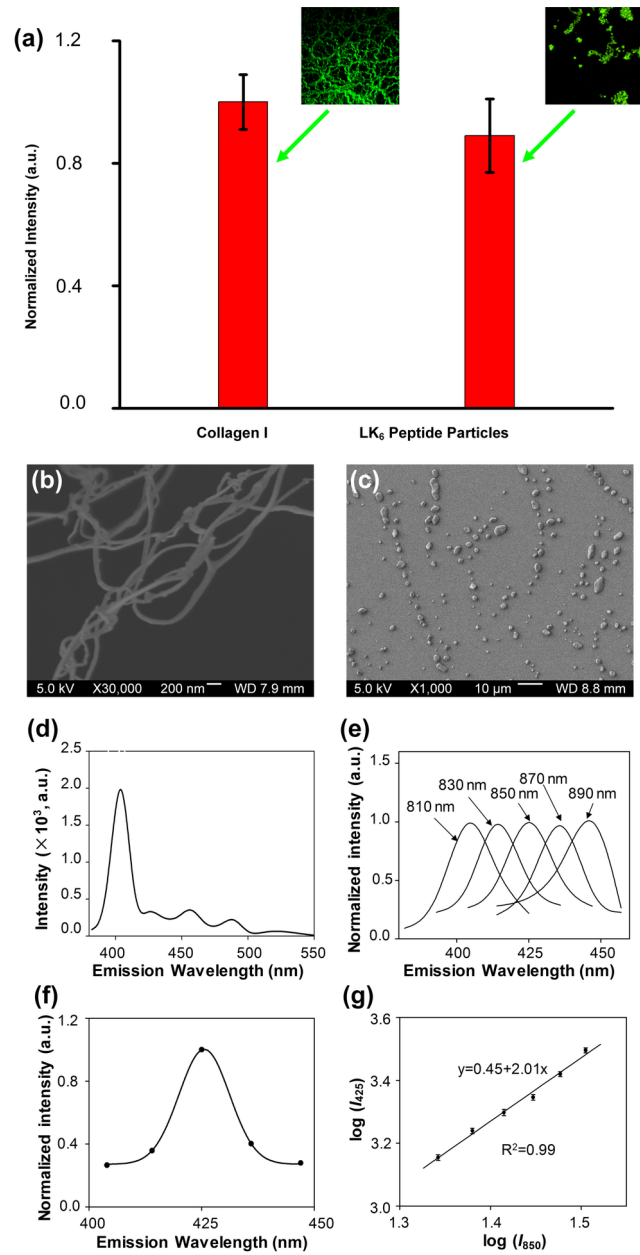 (a)
Normalized Intensity (a.u.)
1.2
0.8
0.4
0.0
Collagen I
LK₆ Peptide Particles
(b)
5.0 kV X30,000 200 nm WD 7.9 mm
(c)
5.0 kV X1,000 10 µm WD 8.8 mm
(d)
Intensity (×10³, a.u.)
2.5
2.0
1.5
1.0
0.5
0.0
400 450 500 550
Emission Wavelength (nm)
(e)
Normalized intensity (a.u.)
1.5
1.0
0.5
0.0
810 nm
830 nm
850 nm
870 nm
890 nm
400 425 450
Emission Wavelength (nm)
(f)
Normalized intensity (a.u.)
1.2
0.8
0.4
0.0
400 425 450
Emission Wavelength (nm)
(g)
log (I₄₂₅)
3.6
3.2
3.0
y=0.45+2.01x
R²=0.99
1.3 1.4 1.5
log (I₈₅₀)